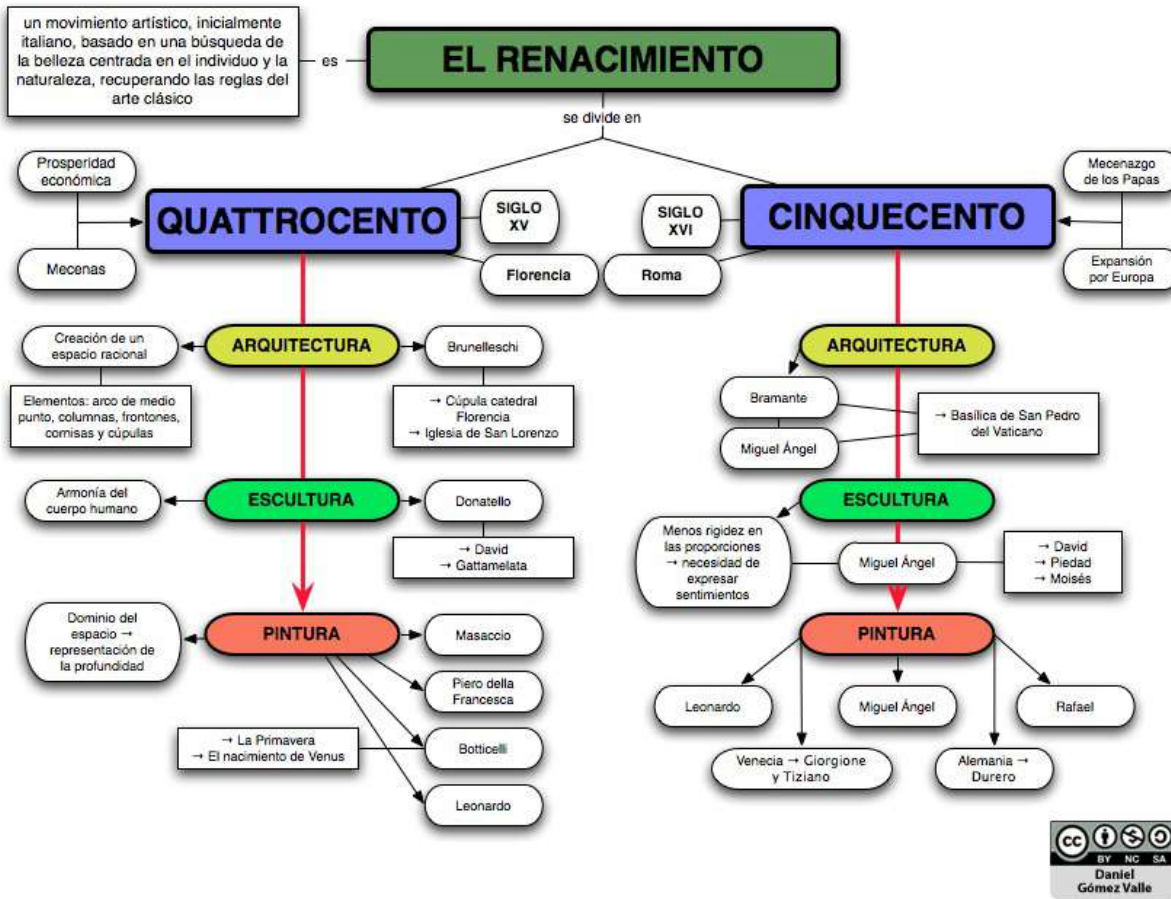 un movimiento artístico, inicialmente
italiano, basado en una búsqueda de
la belleza centrada en el individuo y la
naturaleza, recuperando las reglas del
arte clásico
es
EL RENACIMIENTO
se divide en
Prosperidad
económica
Mecenas
QUATTROCENTO
SIGLO
XV
Florencia
SIGLO
XVI
Roma
CINQUECENTO
Mecenazgo
de los Papas
Expansión
por Europa
Creación de un
espacio racional
Elementos: arco de medio
punto, columnas, frontones,
cornisas y cúpulas
ARQUITECTURA
Brunelleschi
→ Cúpula catedral
Florencia
→ Iglesia de San Lorenzo
Armonía del
cuerpo humano
ESCULTURA
Donatello
→ David
→ Gattamelata
Dominio del
espacio →
representación de
la profundidad
PINTURA
Masaccio
Piero della
Francesca
→ La Primavera
→ El nacimiento de Venus
Botticelli
Leonardo
ARQUITECTURA
Bramante
Miguel Ángel
→ Basílica de San Pedro
del Vaticano
ESCULTURA
Menos rigidez en
las proporciones
→ necesidad de
expresar
sentimientos
Miguel Ángel
→ David
→ Piedad
→ Moisés
PINTURA
Leonardo
Miguel Ángel
Rafael
Venecia → Giorgione
y Tiziano
Alemania →
Durero
cc
BY NC SA
Daniel
Gómez Valle